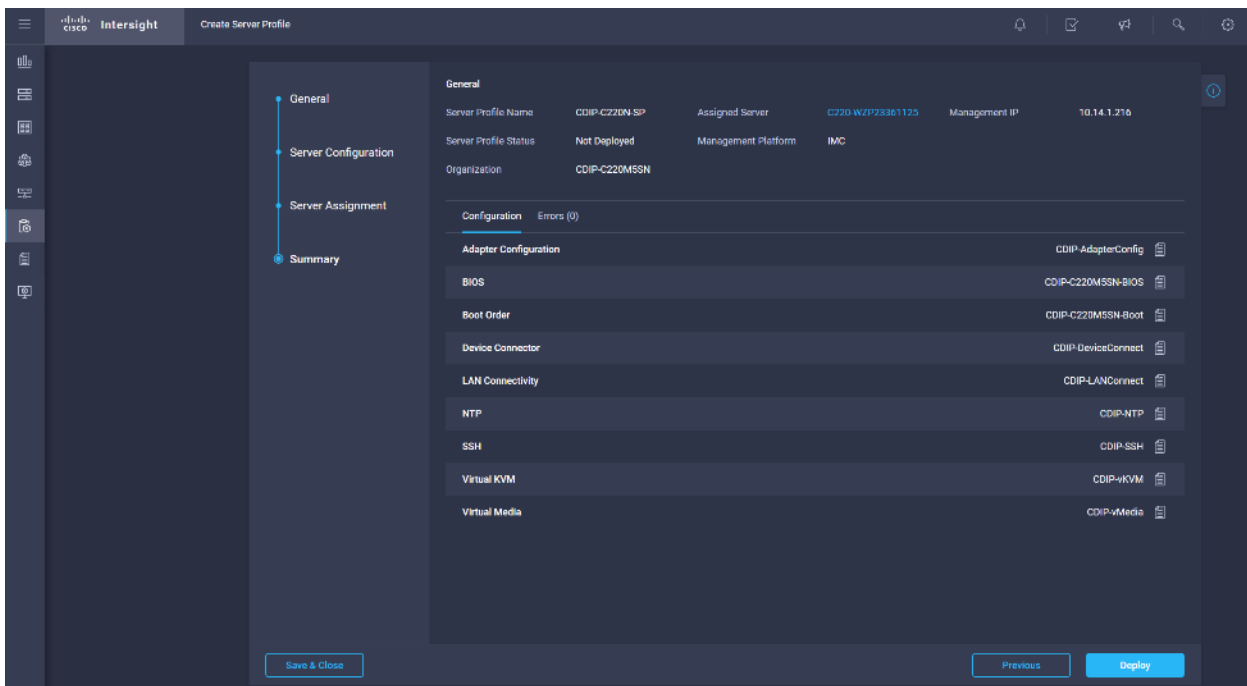 cisco Intersight Create Server Profile
General
Server Configuration
Server Assignment
Summary
General
Server Profile Name CDIP-C220N-SP Assigned Server C220-WZP23361125 Management IP 10.14.1.216
Server Profile Status Not Deployed Management Platform IMC
Organization CDIP-C220M5SN
Configuration Errors (0)
Adapter Configuration CDIP-AdapterConfig
BIOS CDIP-C220M5SN-BIOS
Boot Order CDIP-C220M5SN-Boot
Device Connector CDIP-DeviceConnect
LAN Connectivity CDIP-LANConnect
NTP CDIP-NTP
SSH CDIP-SSH
Virtual KVM CDIP-vKVM
Virtual Media CDIP-vMedia
Save & Close Previous Deploy